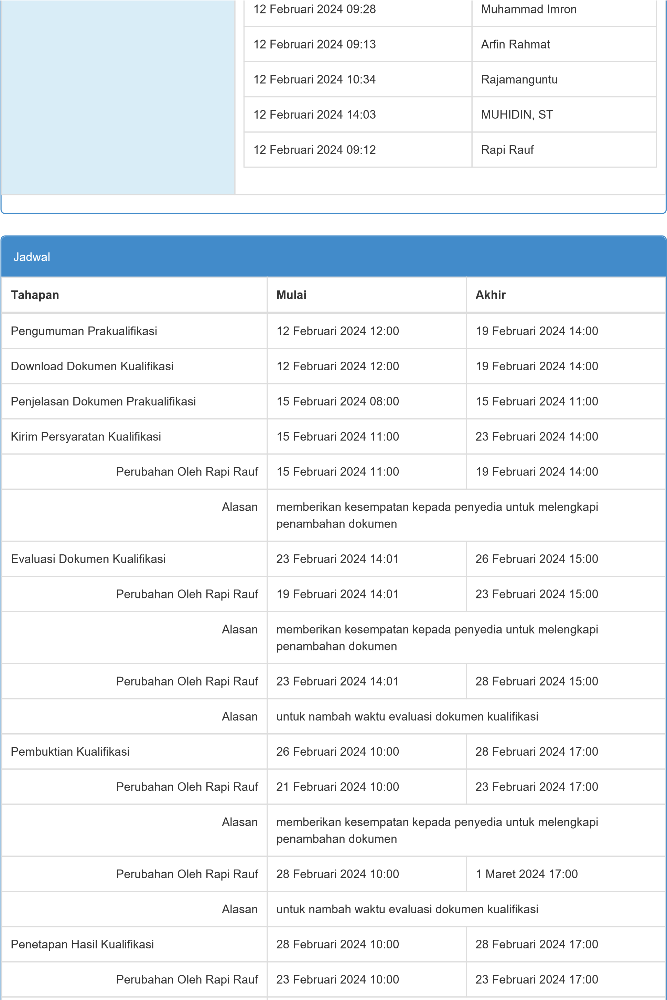 12 Februari 2024 09:28 Muhammad Imron
12 Februari 2024 09:13 Arfin Rahmat
12 Februari 2024 10:34 Rajamanguntu
12 Februari 2024 14:03 MUHIDIN, ST
12 Februari 2024 09:12 Rapi Rauf
Jadwal
Tahapan Mulai Akhir
Pengumuman Prakualifikasi 12 Februari 2024 12:00 19 Februari 2024 14:00
Download Dokumen Kualifikasi 12 Februari 2024 12:00 19 Februari 2024 14:00
Penjelasan Dokumen Prakualifikasi 15 Februari 2024 08:00 15 Februari 2024 11:00
Kirim Persyaratan Kualifikasi 15 Februari 2024 11:00 23 Februari 2024 14:00
Perubahan Oleh Rapi Rauf 15 Februari 2024 11:00 19 Februari 2024 14:00
Alasan memberikan kesempatan kepada penyedia untuk melengkapi
penambahan dokumen
Evaluasi Dokumen Kualifikasi 23 Februari 2024 14:01 26 Februari 2024 15:00
Perubahan Oleh Rapi Rauf 19 Februari 2024 14:01 23 Februari 2024 15:00
Alasan memberikan kesempatan kepada penyedia untuk melengkapi
penambahan dokumen
Perubahan Oleh Rapi Rauf 23 Februari 2024 14:01 28 Februari 2024 15:00
Alasan untuk nambah waktu evaluasi dokumen kualifikasi
Pembuktian Kualifikasi 26 Februari 2024 10:00 28 Februari 2024 17:00
Perubahan Oleh Rapi Rauf 21 Februari 2024 10:00 23 Februari 2024 17:00
Alasan memberikan kesempatan kepada penyedia untuk melengkapi
penambahan dokumen
Perubahan Oleh Rapi Rauf 28 Februari 2024 10:00 1 Maret 2024 17:00
Alasan untuk nambah waktu evaluasi dokumen kualifikasi
Penetapan Hasil Kualifikasi 28 Februari 2024 10:00 28 Februari 2024 17:00
Perubahan Oleh Rapi Rauf 23 Februari 2024 10:00 23 Februari 2024 17:00